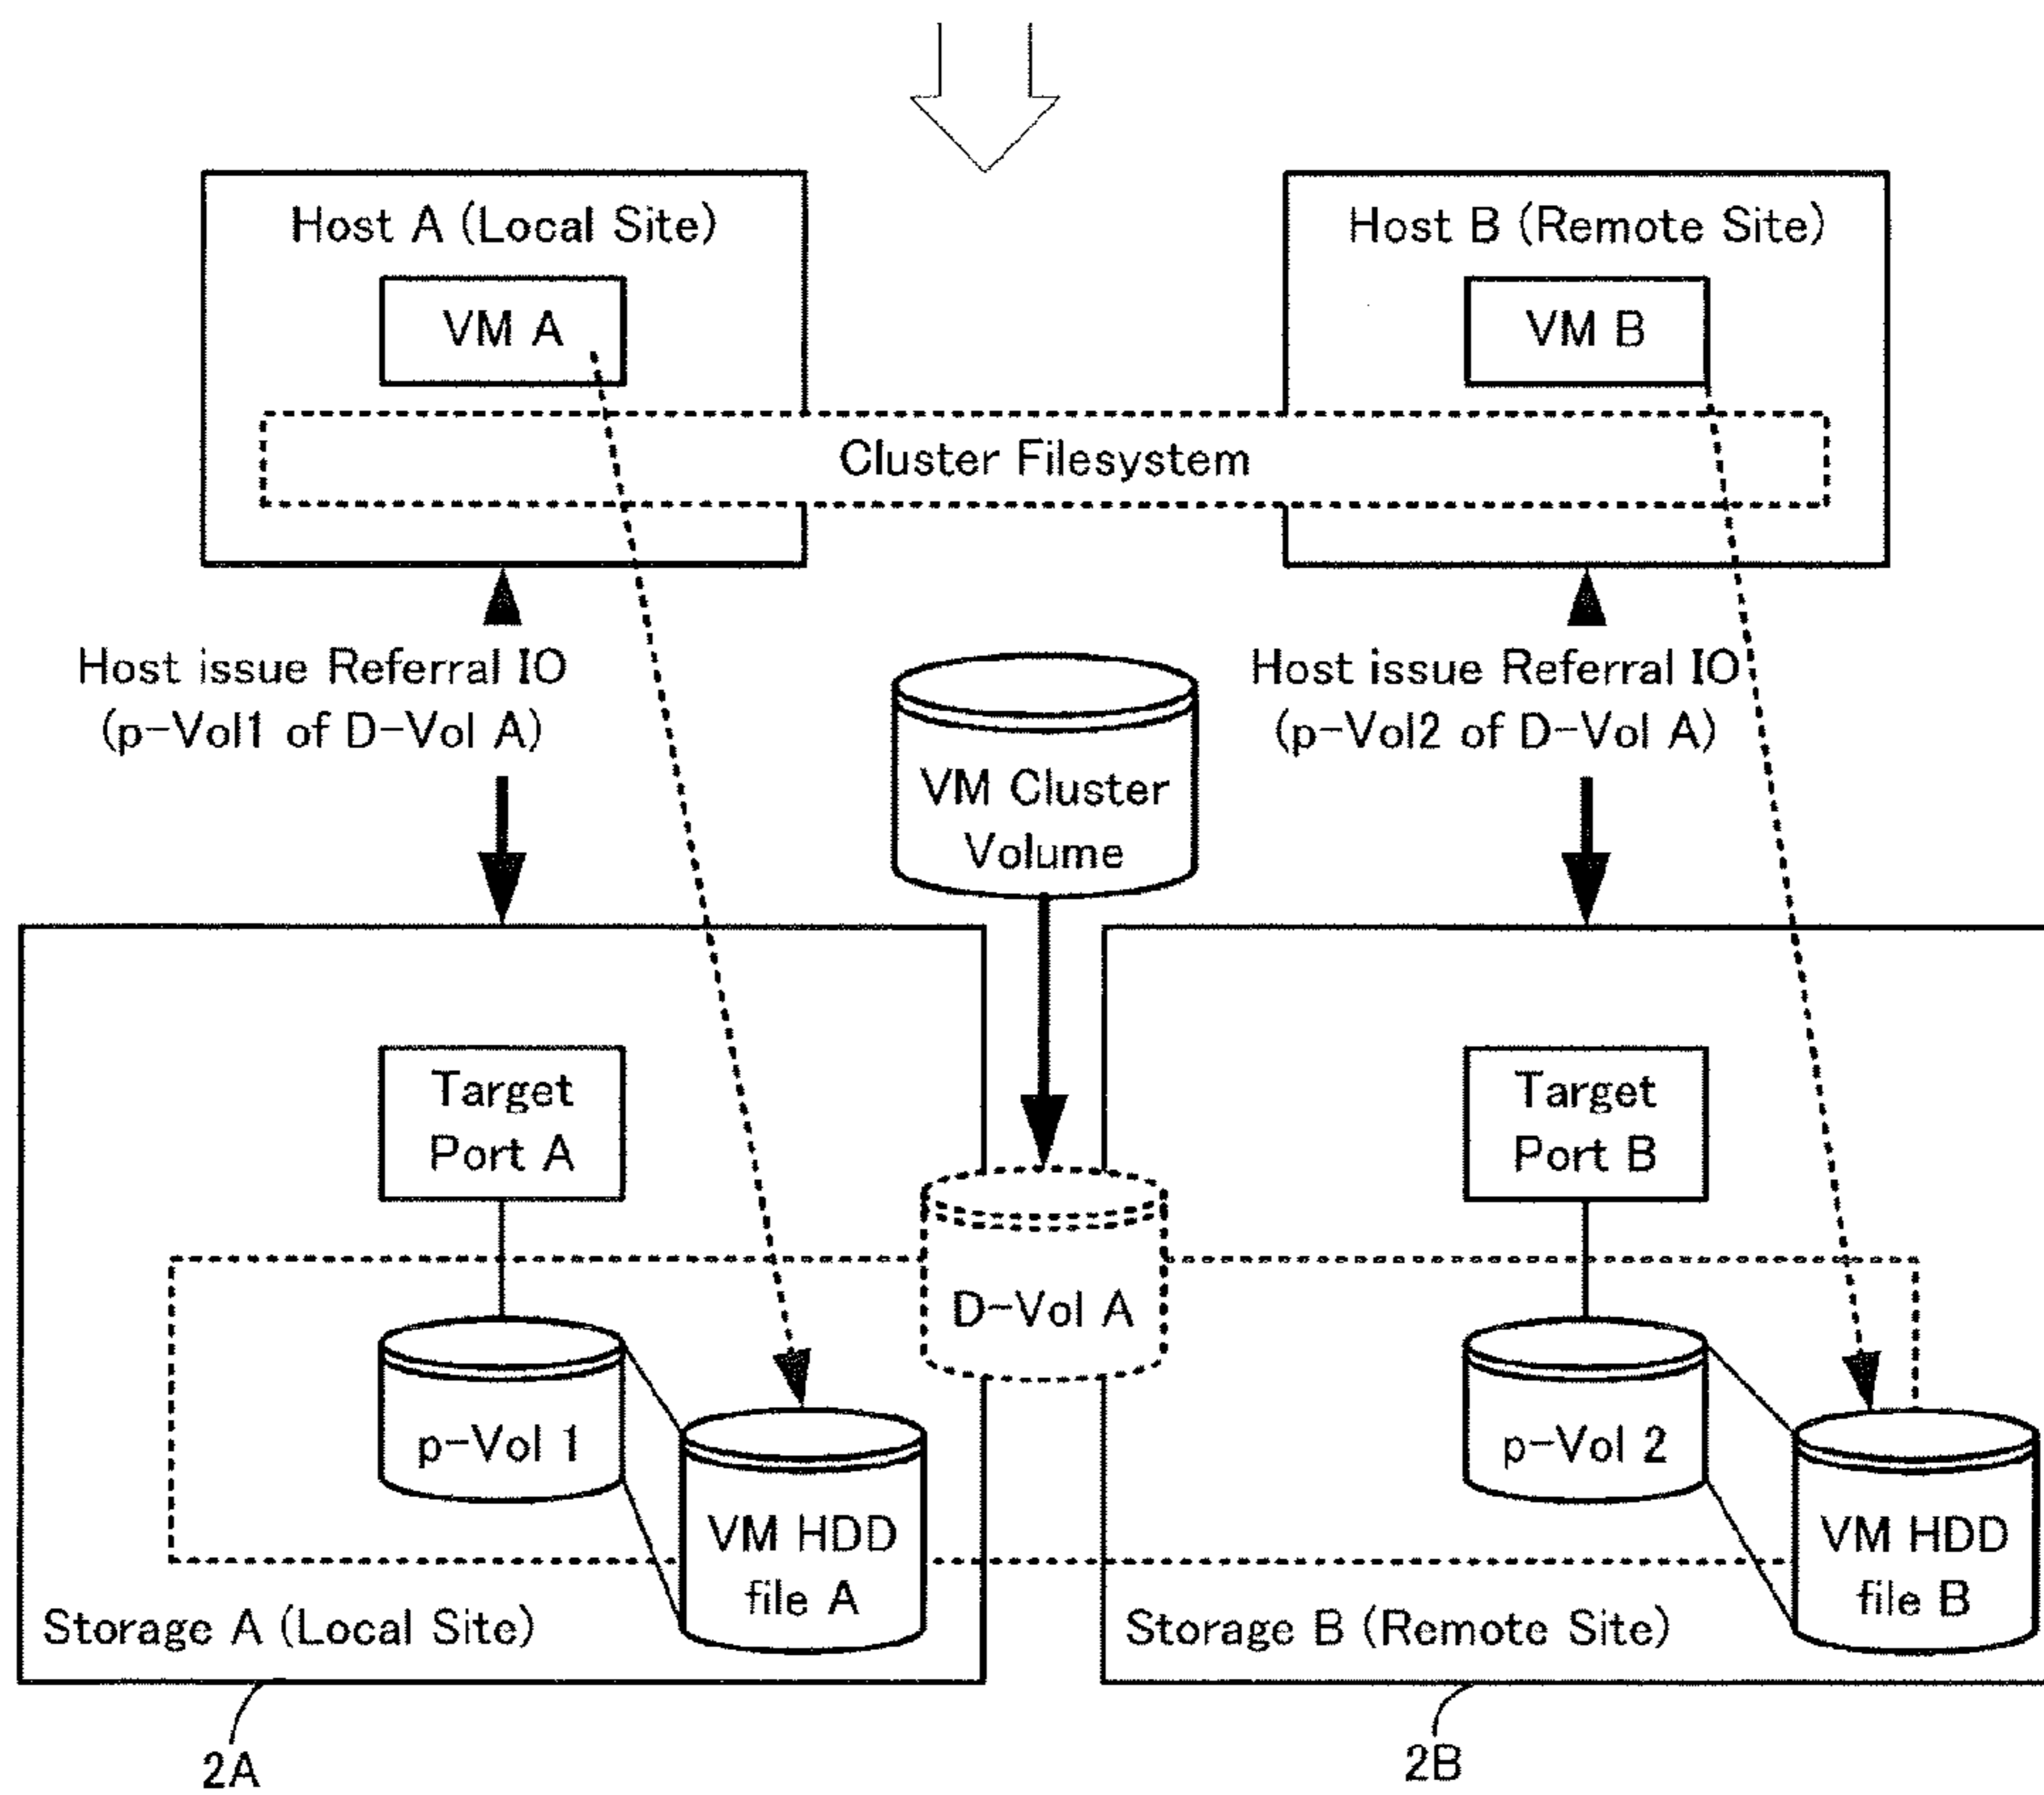 Host A (Local Site)
Host B (Remote Site)
VM A
VM B
Cluster Filesystem
Host issue Referral IO
(p-Vol1 of D-Vol A)
Host issue Referral IO
(p-Vol2 of D-Vol A)
VM Cluster
Volume
Target
Port A
Target
Port B
D-Vol A
p-Vol 1
p-Vol 2
VM HDD
file A
VM HDD
file B
Storage A (Local Site)
Storage B (Remote Site)
2A
2B